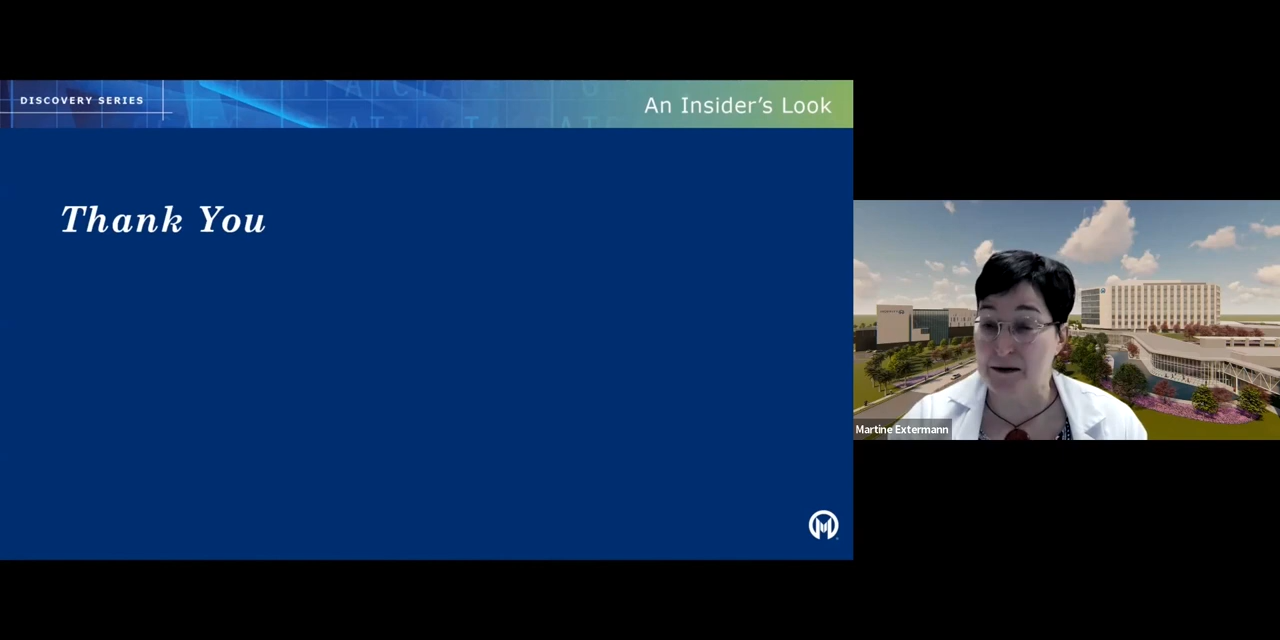 DISCOVERY SERIES
An Insider's Look
Thank You
Martine Extermann